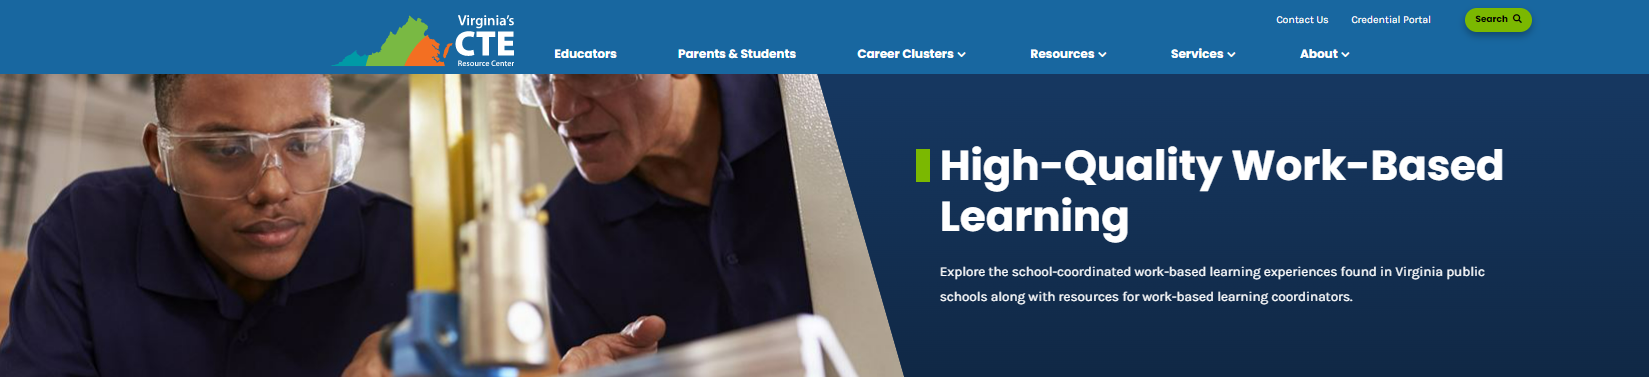 Virginia's
CTE
Resource Center
Contact Us
Credential Portal
Search
Educators
Parents & Students
Career Clusters
Resources
Services
About
High-Quality Work-Based
Learning
Explore the school-coordinated work-based learning experiences found in Virginia public
schools along with resources for work-based learning coordinators.